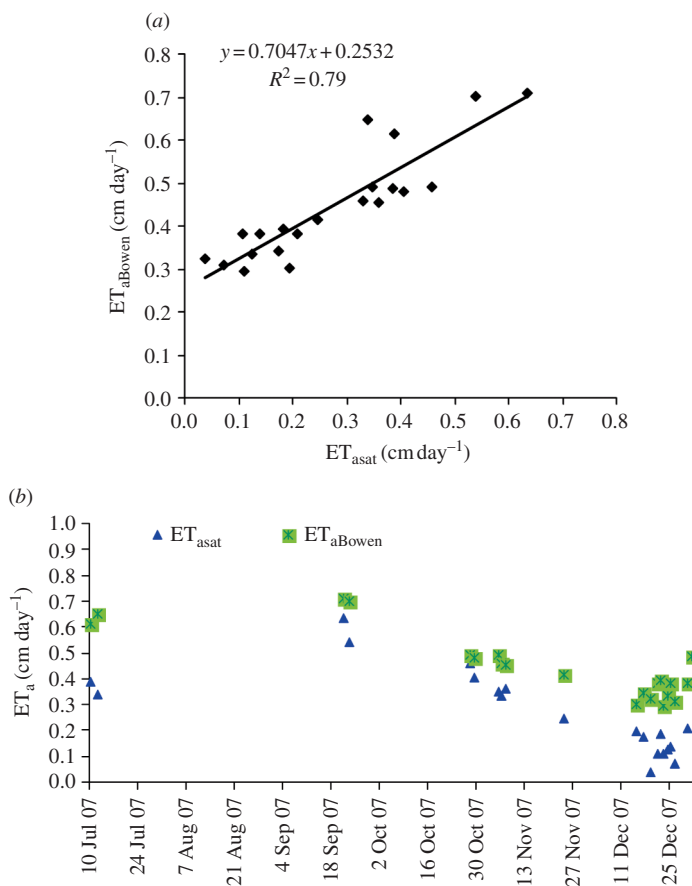 (a)
y = 0.7047x + 0.2532
R² = 0.79
0.8
0.7
0.6
0.5
0.4
0.3
0.2
0.1
0.0
ETaBowen (cm day−1)
0.0 0.1 0.2 0.3 0.4 0.5 0.6 0.7 0.8
ETasat (cm day−1)
(b)
ETasat ETaBowen
1.0
0.9
0.8
0.7
0.6
0.5
0.4
0.3
0.2
0.1
0.0
ETa (cm day−1)
10 Jul 07
24 Jul 07
7 Aug 07
21 Aug 07
4 Sep 07
18 Sep 07
2 Oct 07
16 Oct 07
30 Oct 07
13 Nov 07
27 Nov 07
11 Dec 07
25 Dec 07